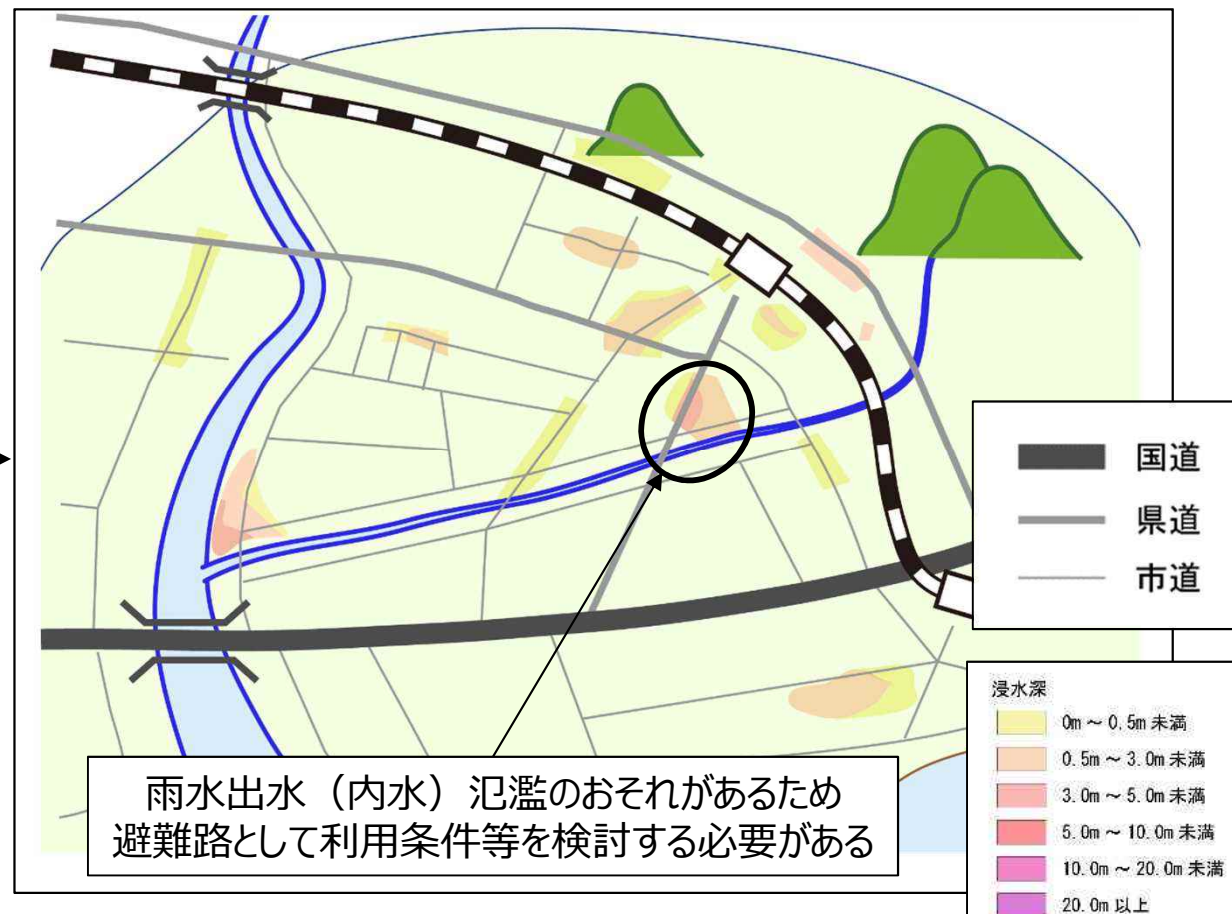 国道
県道
市道
浸水深
0m ～ 0.5m 未満
0.5m ～ 3.0m 未満
3.0m ～ 5.0m 未満
5.0m ～ 10.0m 未満
10.0m ～ 20.0m 未満
20.0m 以上
雨水出水（内水）氾濫のおそれがあるため
避難路として利用条件等を検討する必要がある